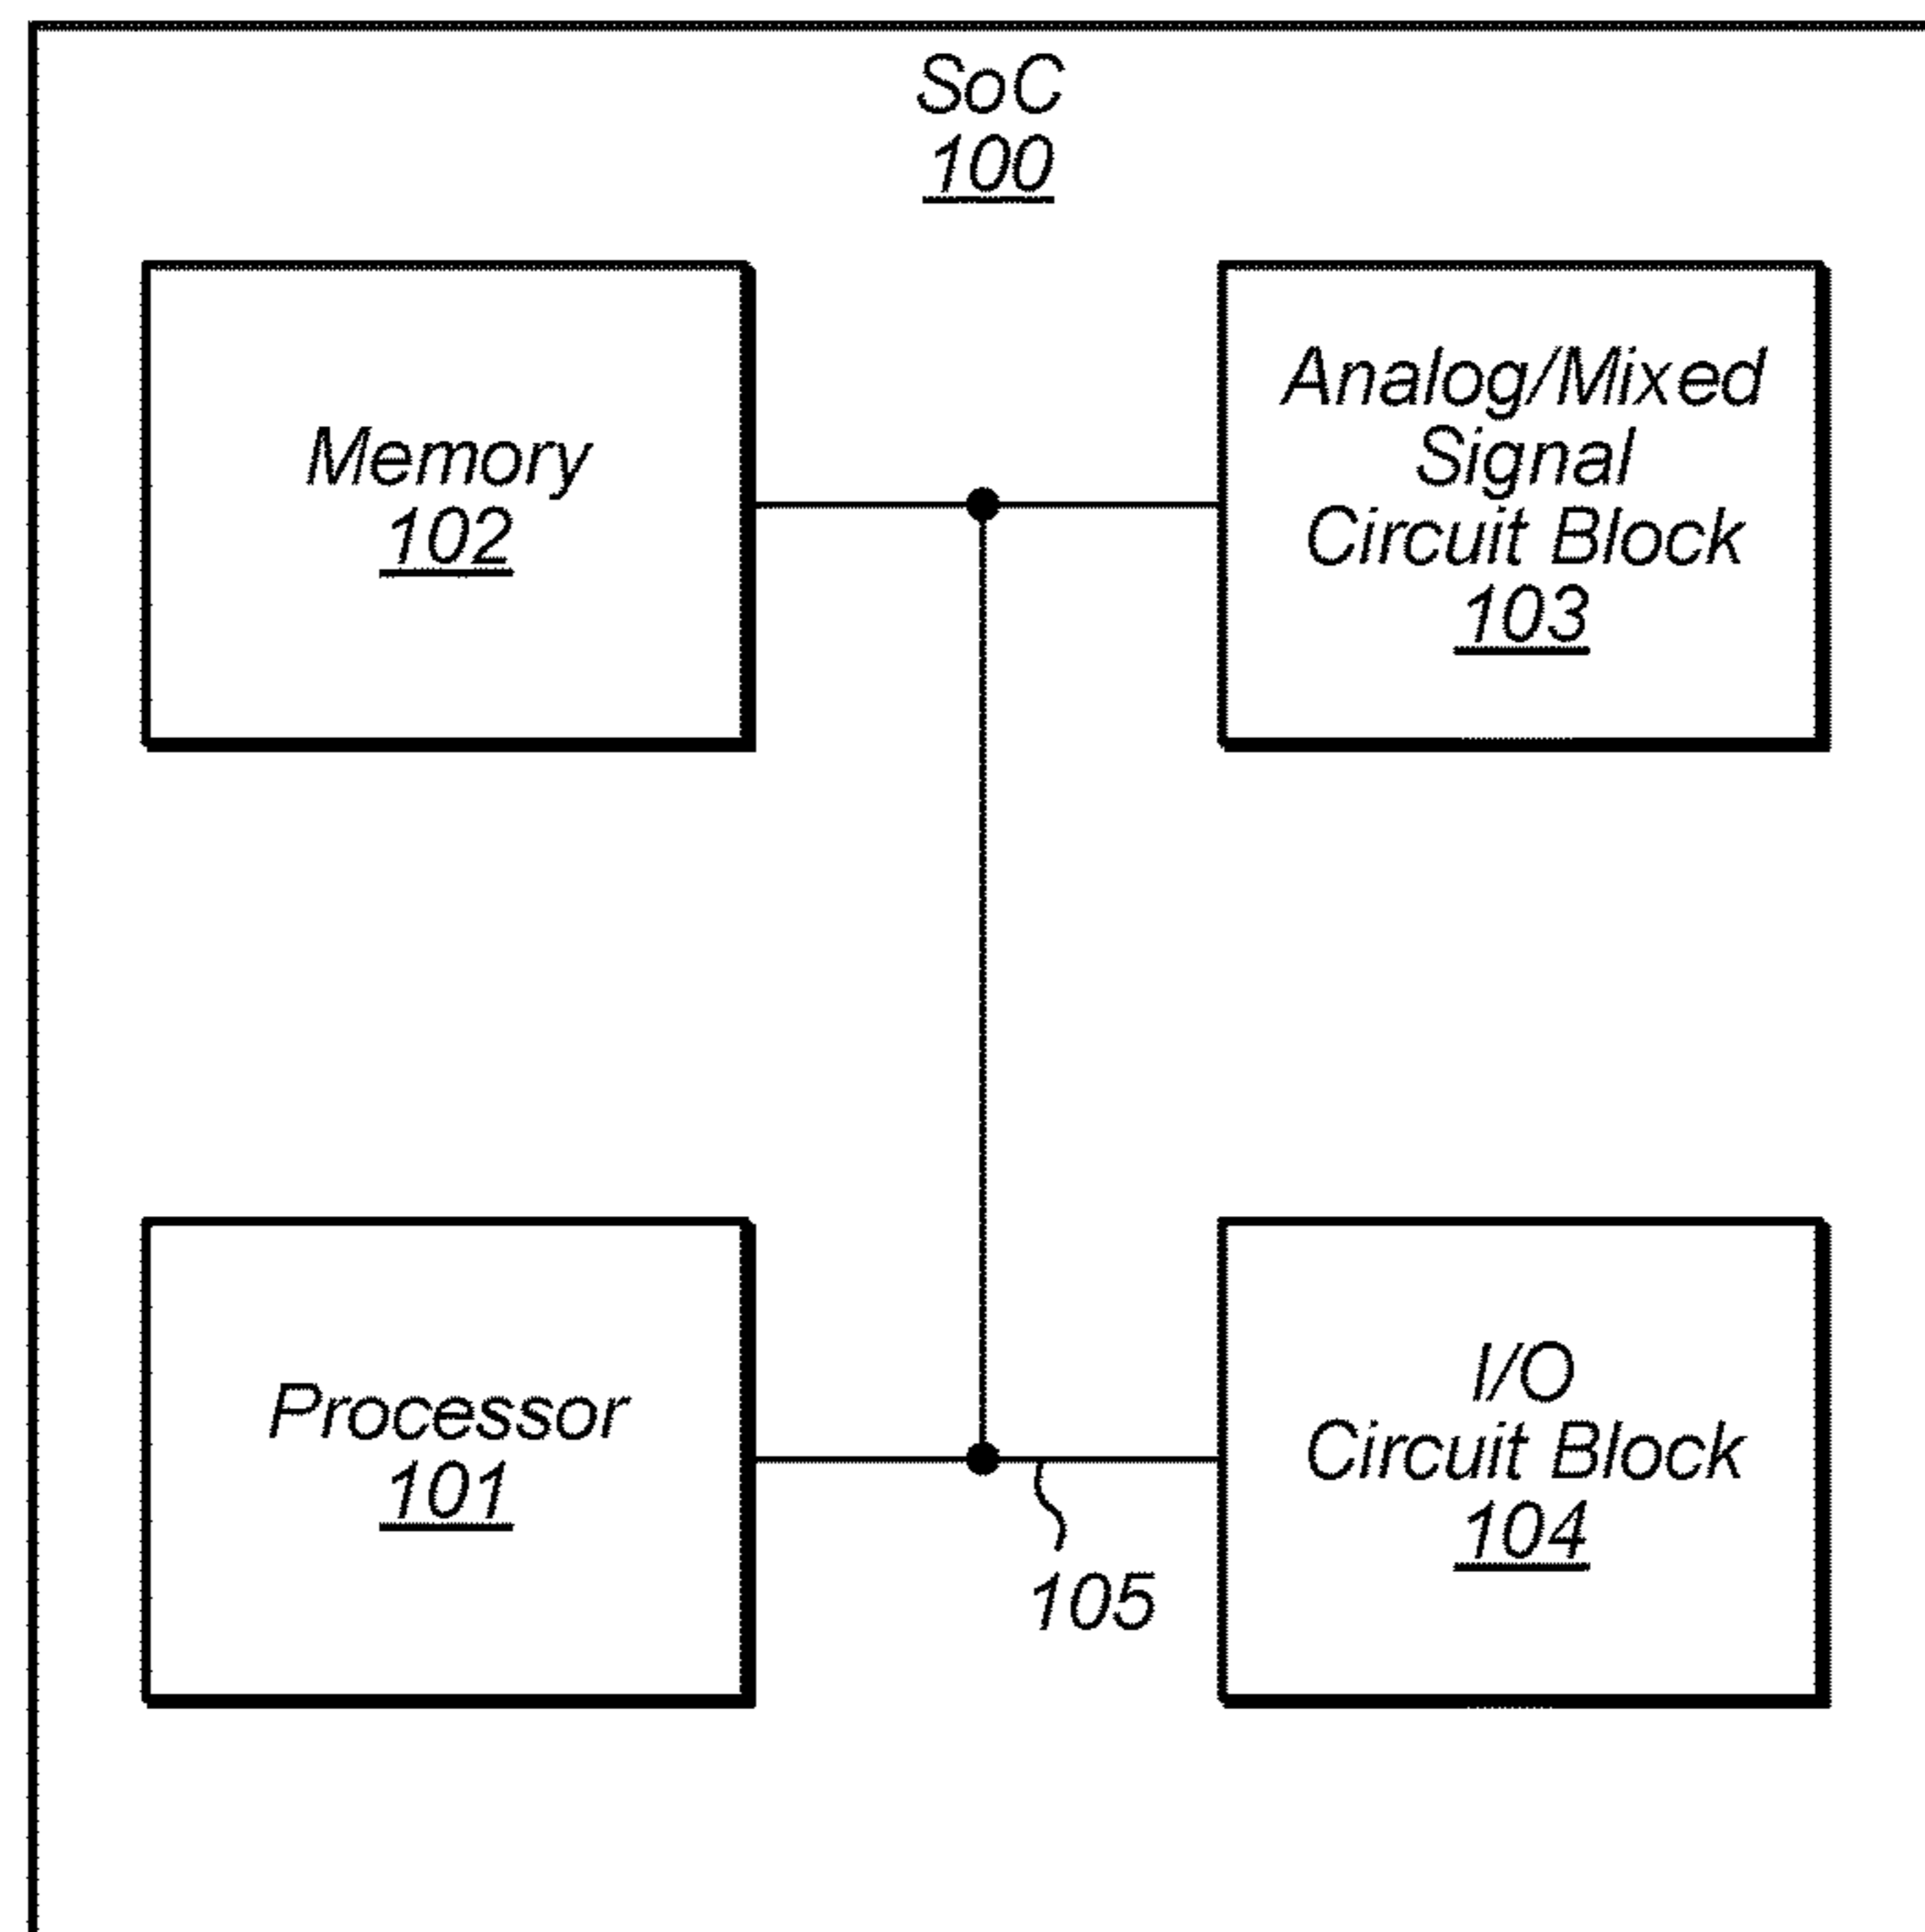 SoC
100
Memory
102
Analog/Mixed
Signal
Circuit Block
103
Processor
101
I/O
Circuit Block
104
105